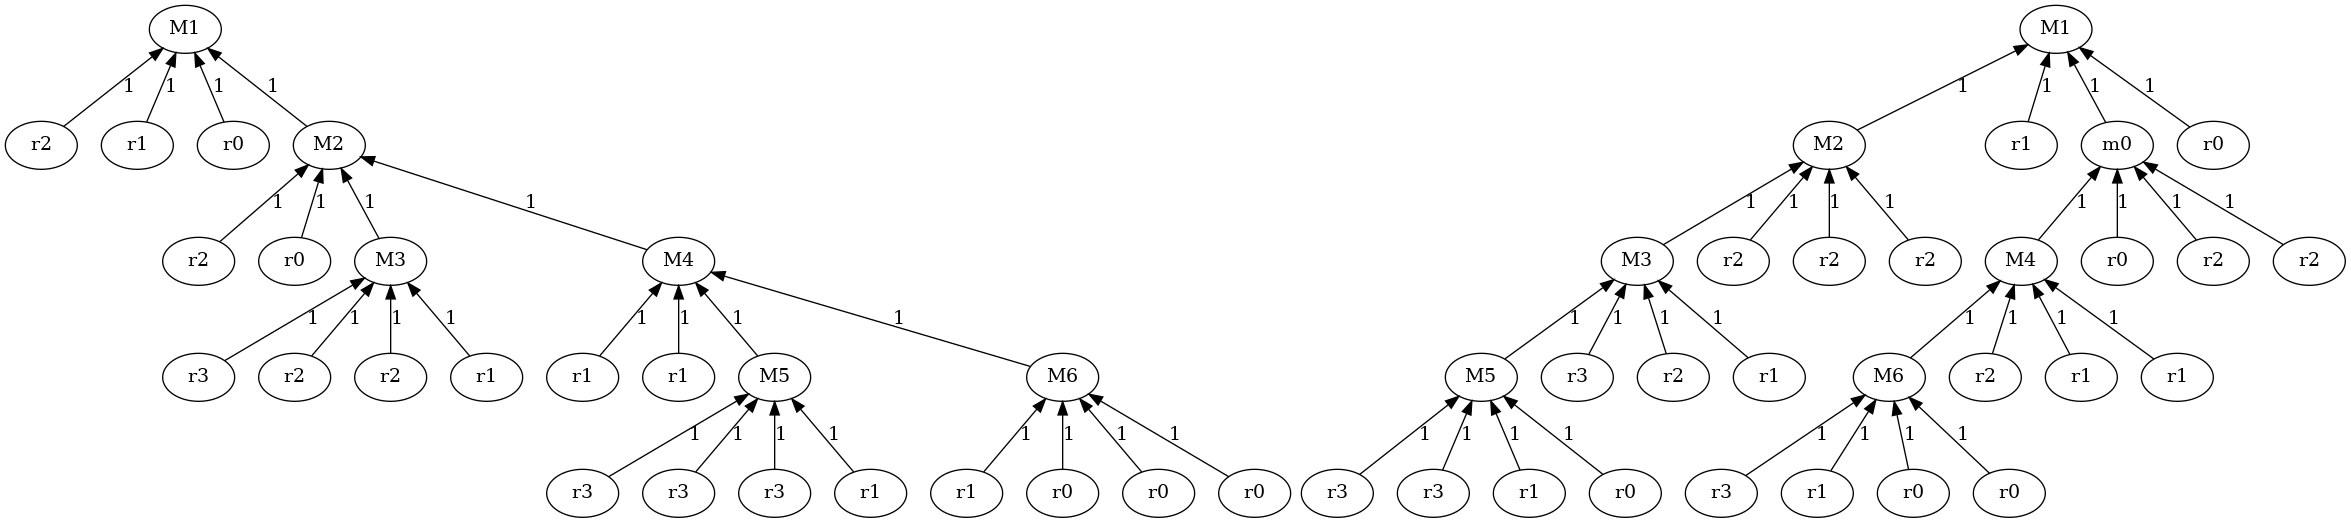 M1 M1
1 1 1 1 1 1 1 1
r2 r1 r0 M2 M2 r1 m0 r0
1 1 1 1 1 1 1 1 1 1 1 1
r2 r0 M3 M4 M3 r2 r2 r2 M4 r0 r2 r2
1 1 1 1 1 1 1 1 1 1 1 1 1 1 1 1
r3 r2 r2 r1 r1 r1 M5 M6 M5 r3 r2 r1 M6 r2 r1 r1
1 1 1 1 1 1 1 1 1 1 1 1 1 1 1 1
r3 r3 r3 r1 r1 r0 r0 r0 r3 r3 r1 r0 r3 r1 r0 r0